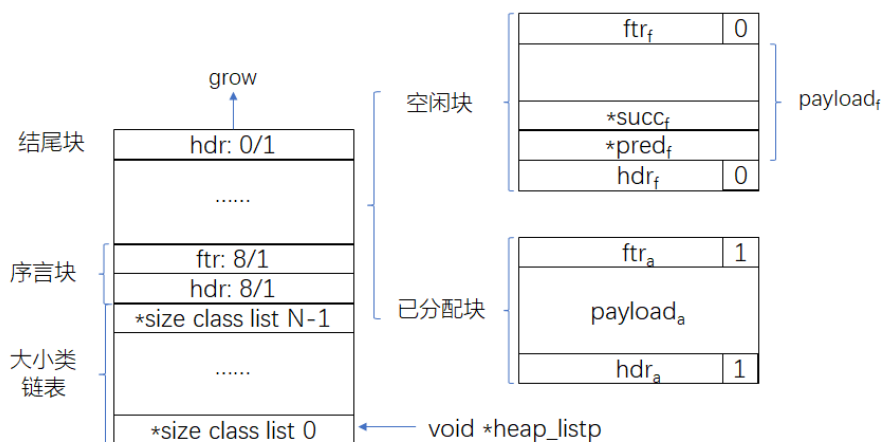 grow
结尾块
hdr: 0/1
……
序言块
ftr: 8/1
hdr: 8/1
*size class list N-1
大小类
链表
……
*size class list 0
void *heap_listp
空闲块
ftrf 0
*succf
*predf
hdrf 0
payloadf
已分配块
ftra 1
payloada
hdra 1